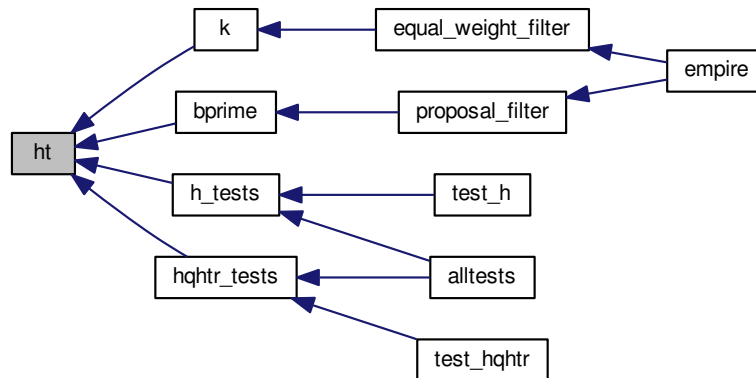 k
equal_weight_filter
empire
bprime
proposal_filter
ht
h_tests
test_h
hqhtr_tests
alltests
test_hqhtr